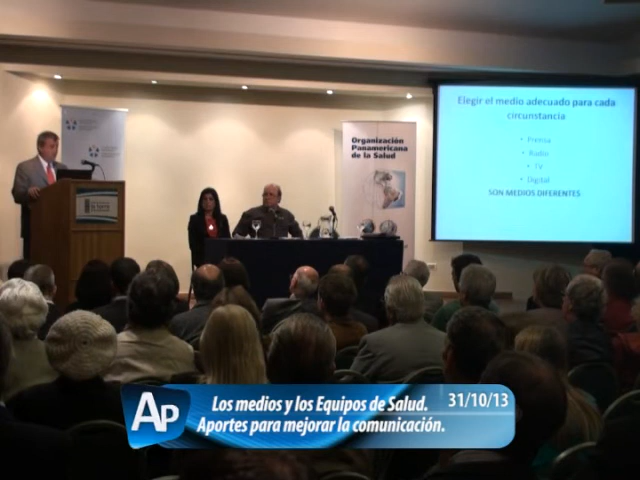 Elegir el medio adecuado para cada
circunstancia
• Prensa
• Radio
• TV
• Digital
SON MEDIOS DIFERENTES
Organización
Panamericana
de la Salud
AP
Los medios y los Equipos de Salud.
Aportes para mejorar la comunicación.
31/10/13